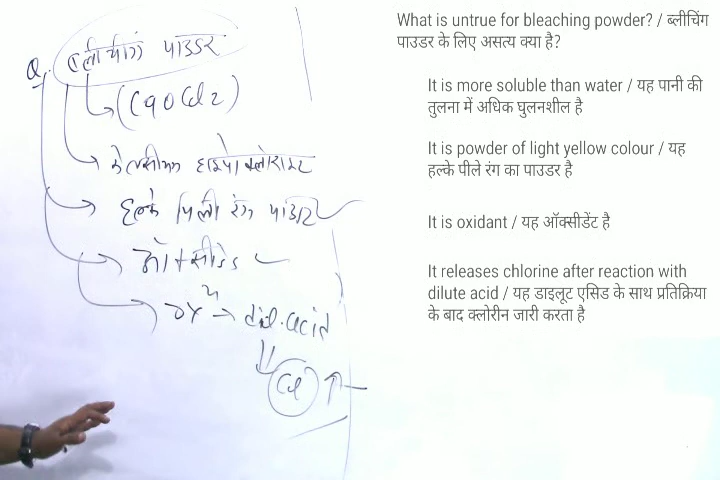 Q. ब्लीचिंग पाउडर
(CaOCl2)
हाइपोक्लोराइट
हल्के पिली रंग पाउडर
ऑक्सीडेंड
→ dil. acid
Cl ↑
What is untrue for bleaching powder? / ब्लीचिंग
पाउडर के लिए असत्य क्या है?
It is more soluble than water / यह पानी की
तुलना में अधिक घुलनशील है
It is powder of light yellow colour / यह
हल्के पीले रंग का पाउडर है
It is oxidant / यह ऑक्सीडेंट है
It releases chlorine after reaction with
dilute acid / यह डाइलूट एसिड के साथ प्रतिक्रिया
के बाद क्लोरीन जारी करता है